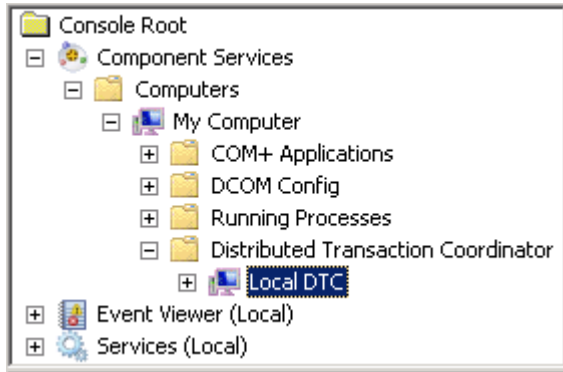 Console Root
Component Services
Computers
My Computer
COM+ Applications
DCOM Config
Running Processes
Distributed Transaction Coordinator
Local DTC
Event Viewer (Local)
Services (Local)